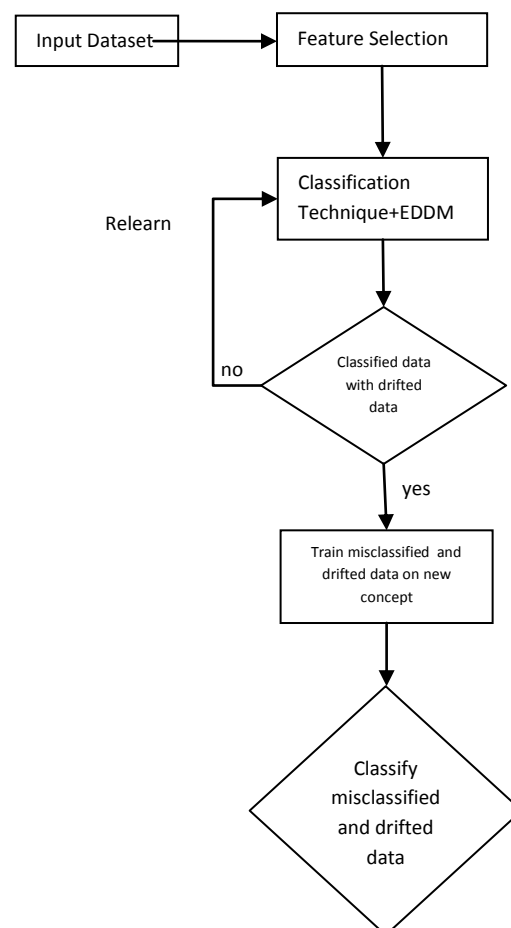 Input Dataset
Feature Selection
Classification
Technique+EDDM
Relearn
Classified data
with drifted
data
no
yes
Train misclassified and
drifted data on new
concept
Classify
misclassified
and drifted
data